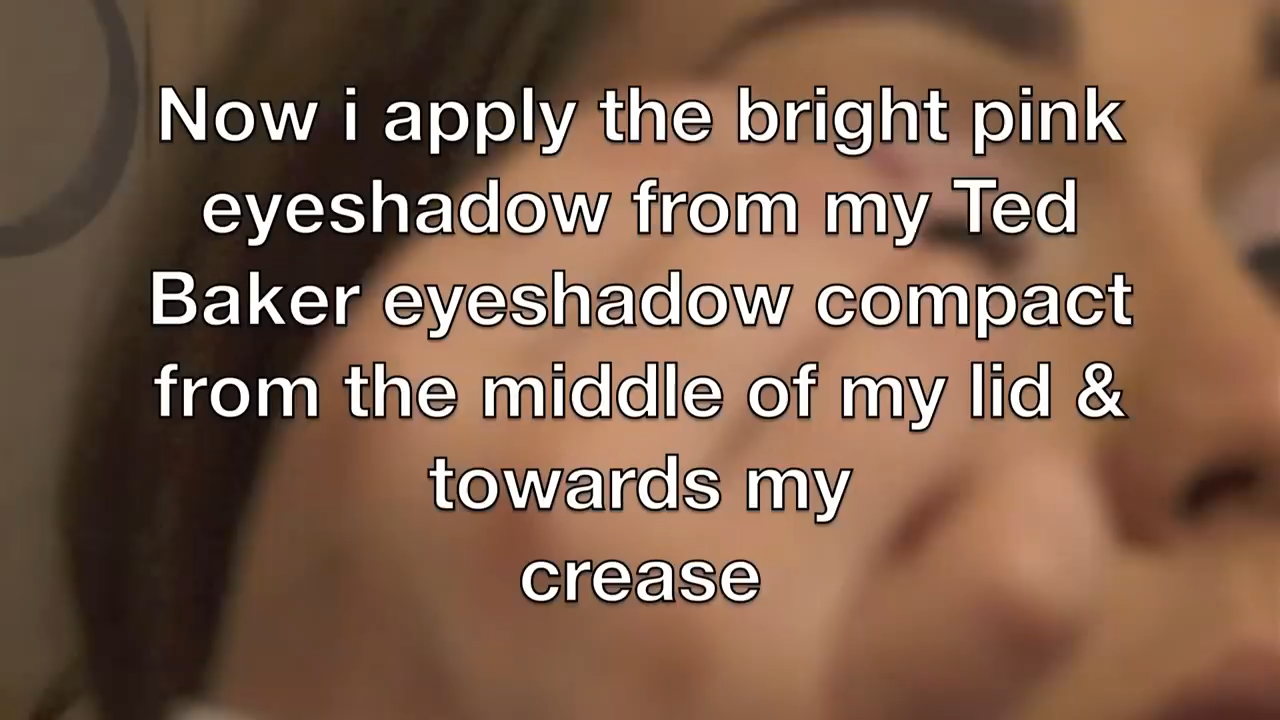 Now i apply the bright pink
eyeshadow from my Ted
Baker eyeshadow compact
from the middle of my lid &
towards my
crease